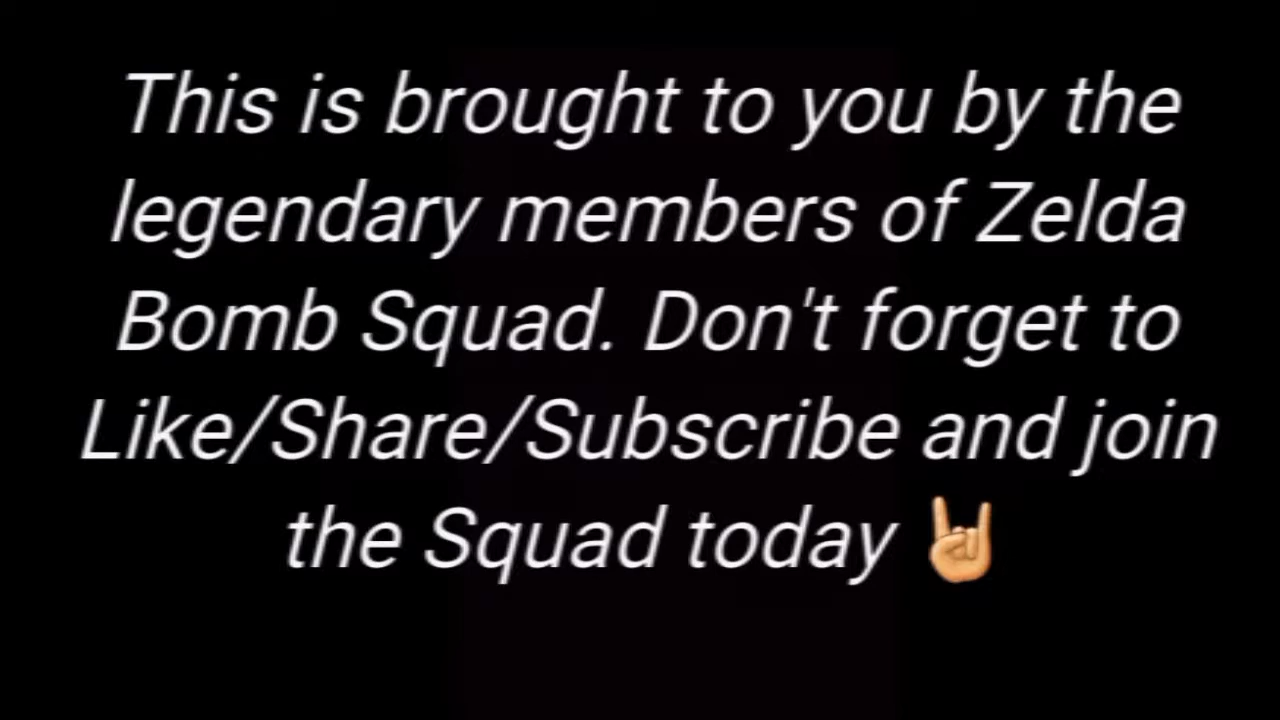 This is brought to you by the
legendary members of Zelda
Bomb Squad. Don't forget to
Like/Share/Subscribe and join
the Squad today 🤘